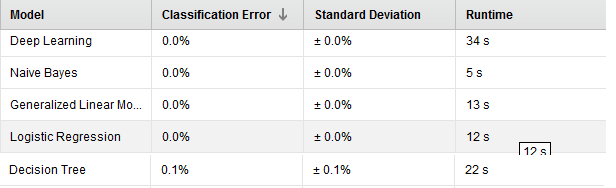 Model Classification Error ↓ Standard Deviation Runtime
Deep Learning 0.0% ± 0.0% 34 s
Naive Bayes 0.0% ± 0.0% 5 s
Generalized Linear Mo... 0.0% ± 0.0% 13 s
Logistic Regression 0.0% ± 0.0% 12 s
12 s
Decision Tree 0.1% ± 0.1% 22 s